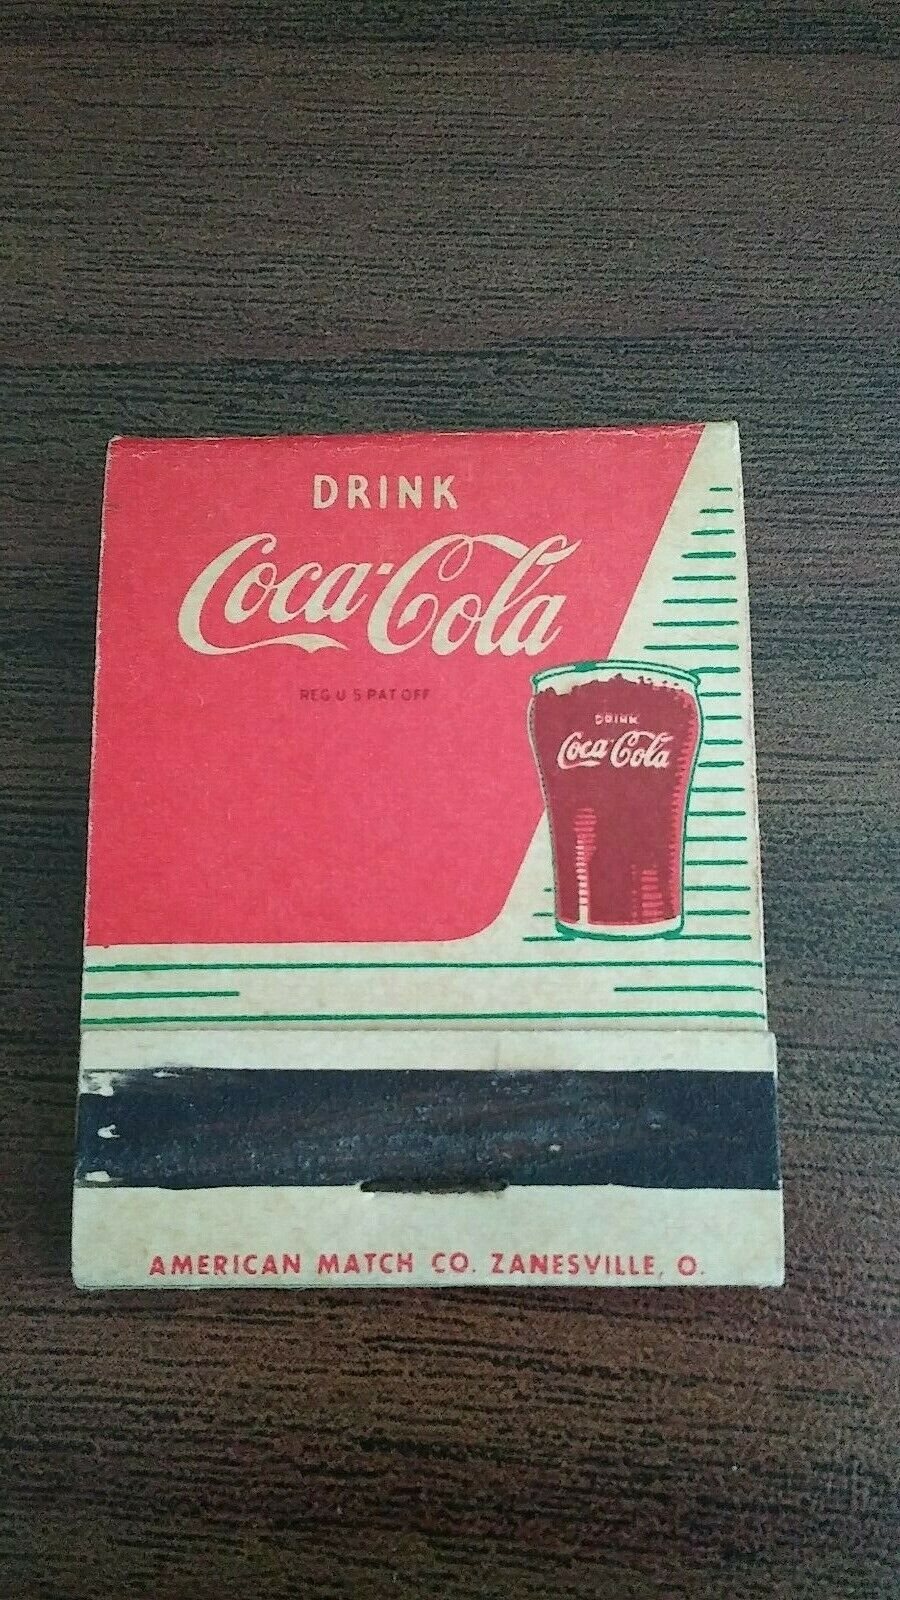 DRINK
Coca-Cola
REG U S PAT OFF
DRINK
Coca-Cola
AMERICAN MATCH CO. ZANESVILLE, O.